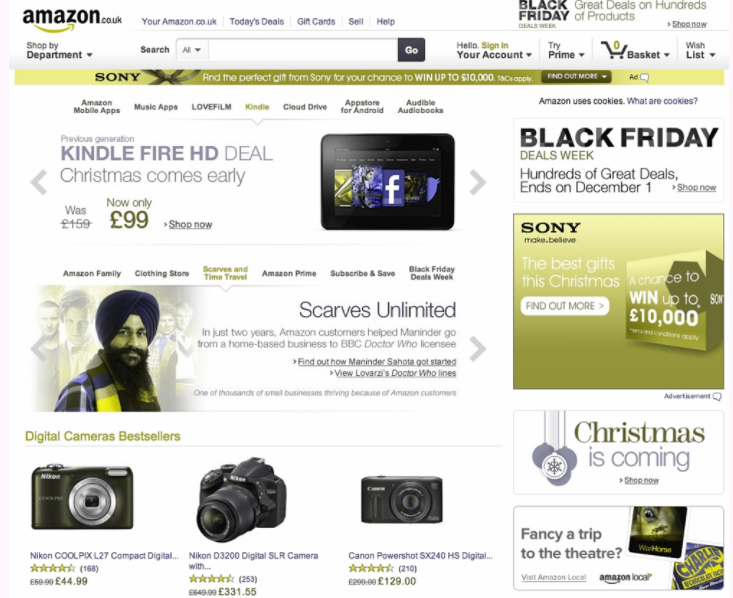 amazon.co.uk
Your Amazon.co.uk
Today's Deals
Gift Cards
Sell
Help
BLACK FRIDAY
DEALS WEEK
Great Deals on Hundreds
of Products
› Shop now
Shop by
Department
Search
All
Go
Hello. Sign in
Your Account
Try
Prime
0
Basket
Wish
List
SONY
Find the perfect gift from Sony for your chance to WIN UP TO £10,000. T&Cs apply.
FIND OUT MORE
Ad
Amazon
Mobile Apps
Music Apps
LOVEFiLM
Kindle
Cloud Drive
Appstore
for Android
Audible
Audiobooks
Amazon uses cookies. What are cookies?
Previous generation
KINDLE FIRE HD DEAL
Christmas comes early
Was
£159
Now only
£99
› Shop now
BLACK FRIDAY
DEALS WEEK
Hundreds of Great Deals,
Ends on December 1
› Shop now
SONY
make.believe
The best gifts
this Christmas
FIND OUT MORE >
A chance to
WIN up to
£10,000
Terms and conditions apply
SON
Advertisement
Amazon Family
Clothing Store
Scarves and
Time Travel
Amazon Prime
Subscribe & Save
Black Friday
Deals Week
Scarves Unlimited
In just two years, Amazon customers helped Maninder go
from a home-based business to BBC Doctor Who licensee
› Find out how Maninder Sahota got started
› View Lovarzi's Doctor Who lines
One of thousands of small businesses thriving because of Amazon customers
Digital Cameras Bestsellers
Nikon
COOLPIX
Nikon
Canon
Nikon COOLPIX L27 Compact Digital...
(168)
£59.99 £44.99
Nikon D3200 Digital SLR Camera
with...
(253)
£649.99 £331.55
Canon Powershot SX240 HS Digital...
(210)
£299.00 £129.00
Christmas
is coming
› Shop now
Fancy a trip
to the theatre?
Visit Amazon Local
amazon local
WarHorse
CHARLIE